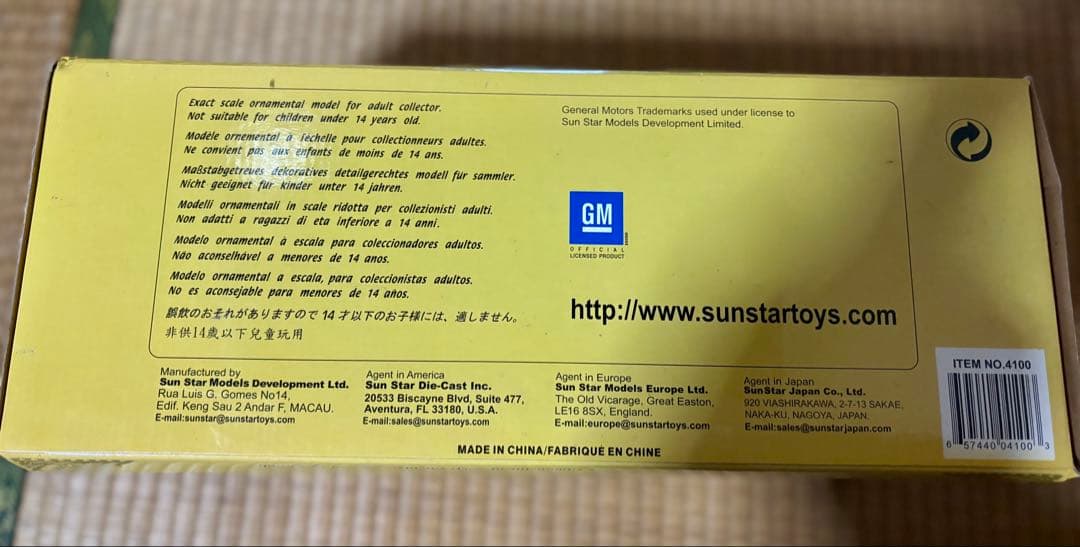 Exact scale ornamental model for adult collector.
Not suitable for children under 14 years old.
Modèle ornemental à l'echelle pour collectionneurs adultes.
Ne convient pas aux enfants de moins de 14 ans.
Maßstabgetreues dekoratives detailgerechtes modell für sammler.
Nicht geeignet für kinder unter 14 jahren.
Modelli ornamentali in scale ridotta per collezionisti adulti.
Non adatti a ragazzi di eta inferiore a 14 anni.
Modelo ornamental à escala para coleccionadores adultos.
Não aconselhável a menores de 14 anos.
Modelo ornamental a escala, para coleccionistas adultos.
No es aconsejable para menores de 14 años.
誤飲のおそれがありますので 14 才以下のお子様には、適しません。
非供14歲以下兒童玩用
General Motors Trademarks used under license to
Sun Star Models Development Limited.
GM
OFFICIAL
LICENSED PRODUCT
http://www.sunstartoys.com
Manufactured by
Sun Star Models Development Ltd.
Rua Luis G. Gomes No14,
Edif. Keng Sau 2 Andar F, MACAU.
E-mail:sunstar@sunstartoys.com
Agent in America
Sun Star Die-Cast Inc.
20533 Biscayne Blvd, Suite 477,
Aventura, FL 33180, U.S.A.
E-mail:sales@sunstartoys.com
Agent in Europe
Sun Star Models Europe Ltd.
The Old Vicarage, Great Easton,
LE16 8SX, England.
E-mail:europe@sunstartoys.com
Agent in Japan
SunStar Japan Co., Ltd.
920 VIASHIRAKAWA, 2-7-13 SAKAE,
NAKA-KU, NAGOYA, JAPAN.
E-mail:sales@sunstarjapan.com
MADE IN CHINA/FABRIQUÉ EN CHINE
ITEM NO.4100
6 57440 04100 3